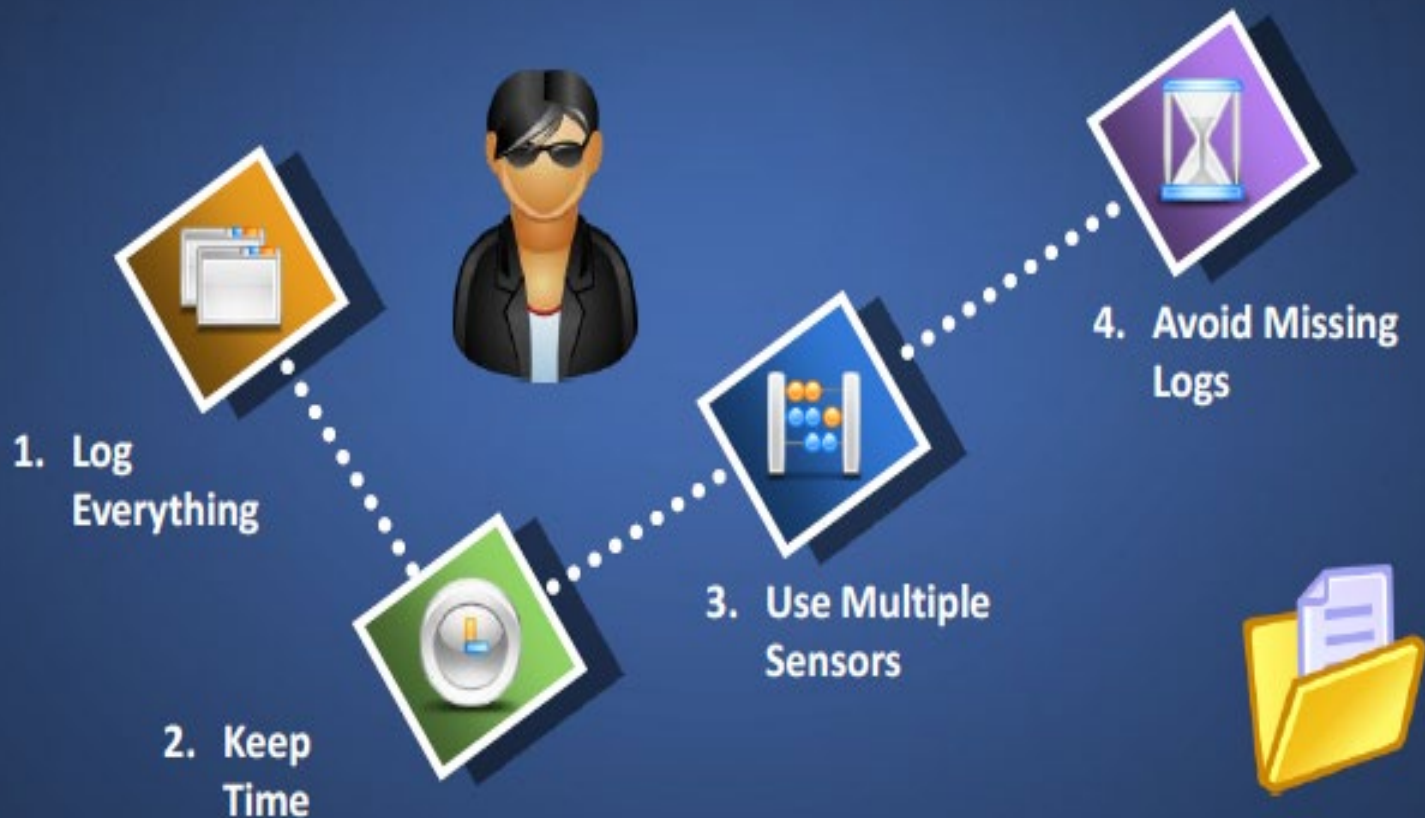 1. Log
Everything
2. Keep
Time
3. Use Multiple
Sensors
4. Avoid Missing
Logs